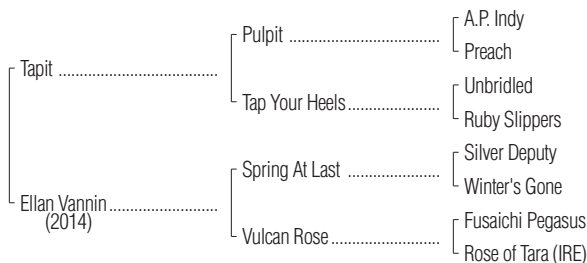 A.P. Indy
Pulpit ......................................
Preach
Tapit ........................................
Unbridled
Tap Your Heels .....................
Ruby Slippers
Silver Deputy
Spring At Last .......................
Winter's Gone
Ellan Vannin ...........................
(2014)
Fusaichi Pegasus
Vulcan Rose ...........................
Rose of Tara (IRE)